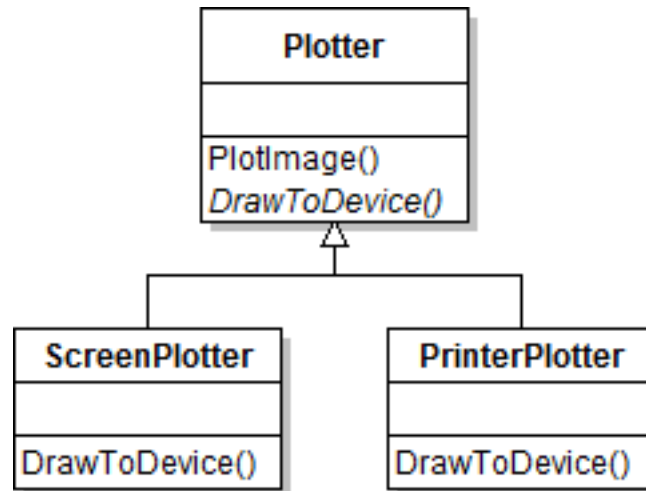 Plotter
PlotImage()
DrawToDevice()
ScreenPlotter
DrawToDevice()
PrinterPlotter
DrawToDevice()